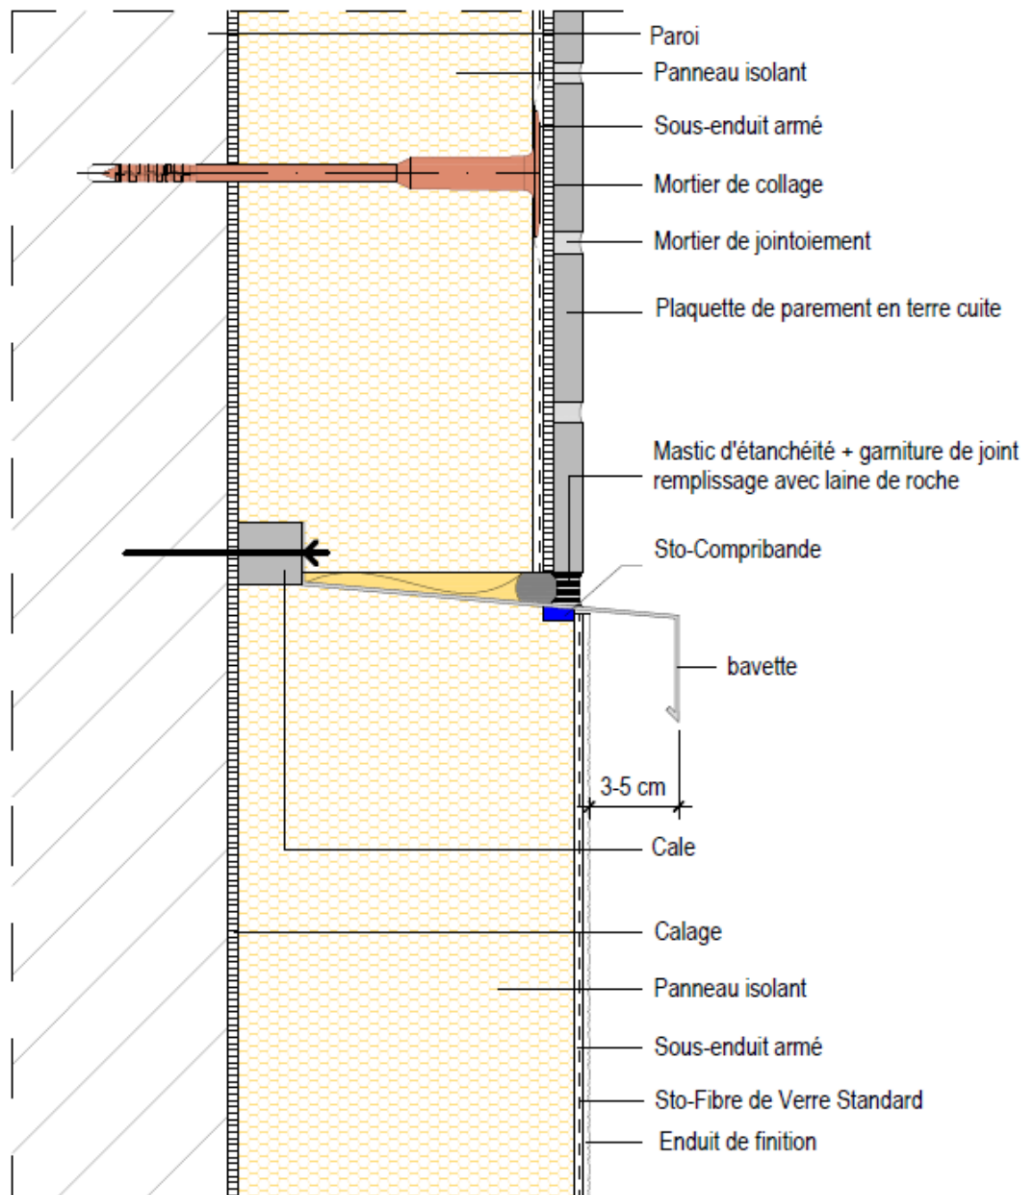 Paroi
Panneau isolant
Sous-enduit armé
Mortier de collage
Mortier de jointoiement
Plaquette de parement en terre cuite
Mastic d'étanchéité + garniture de joint
remplissage avec laine de roche
Sto-Compribande
bavette
3-5 cm
Cale
Calage
Panneau isolant
Sous-enduit armé
Sto-Fibre de Verre Standard
Enduit de finition